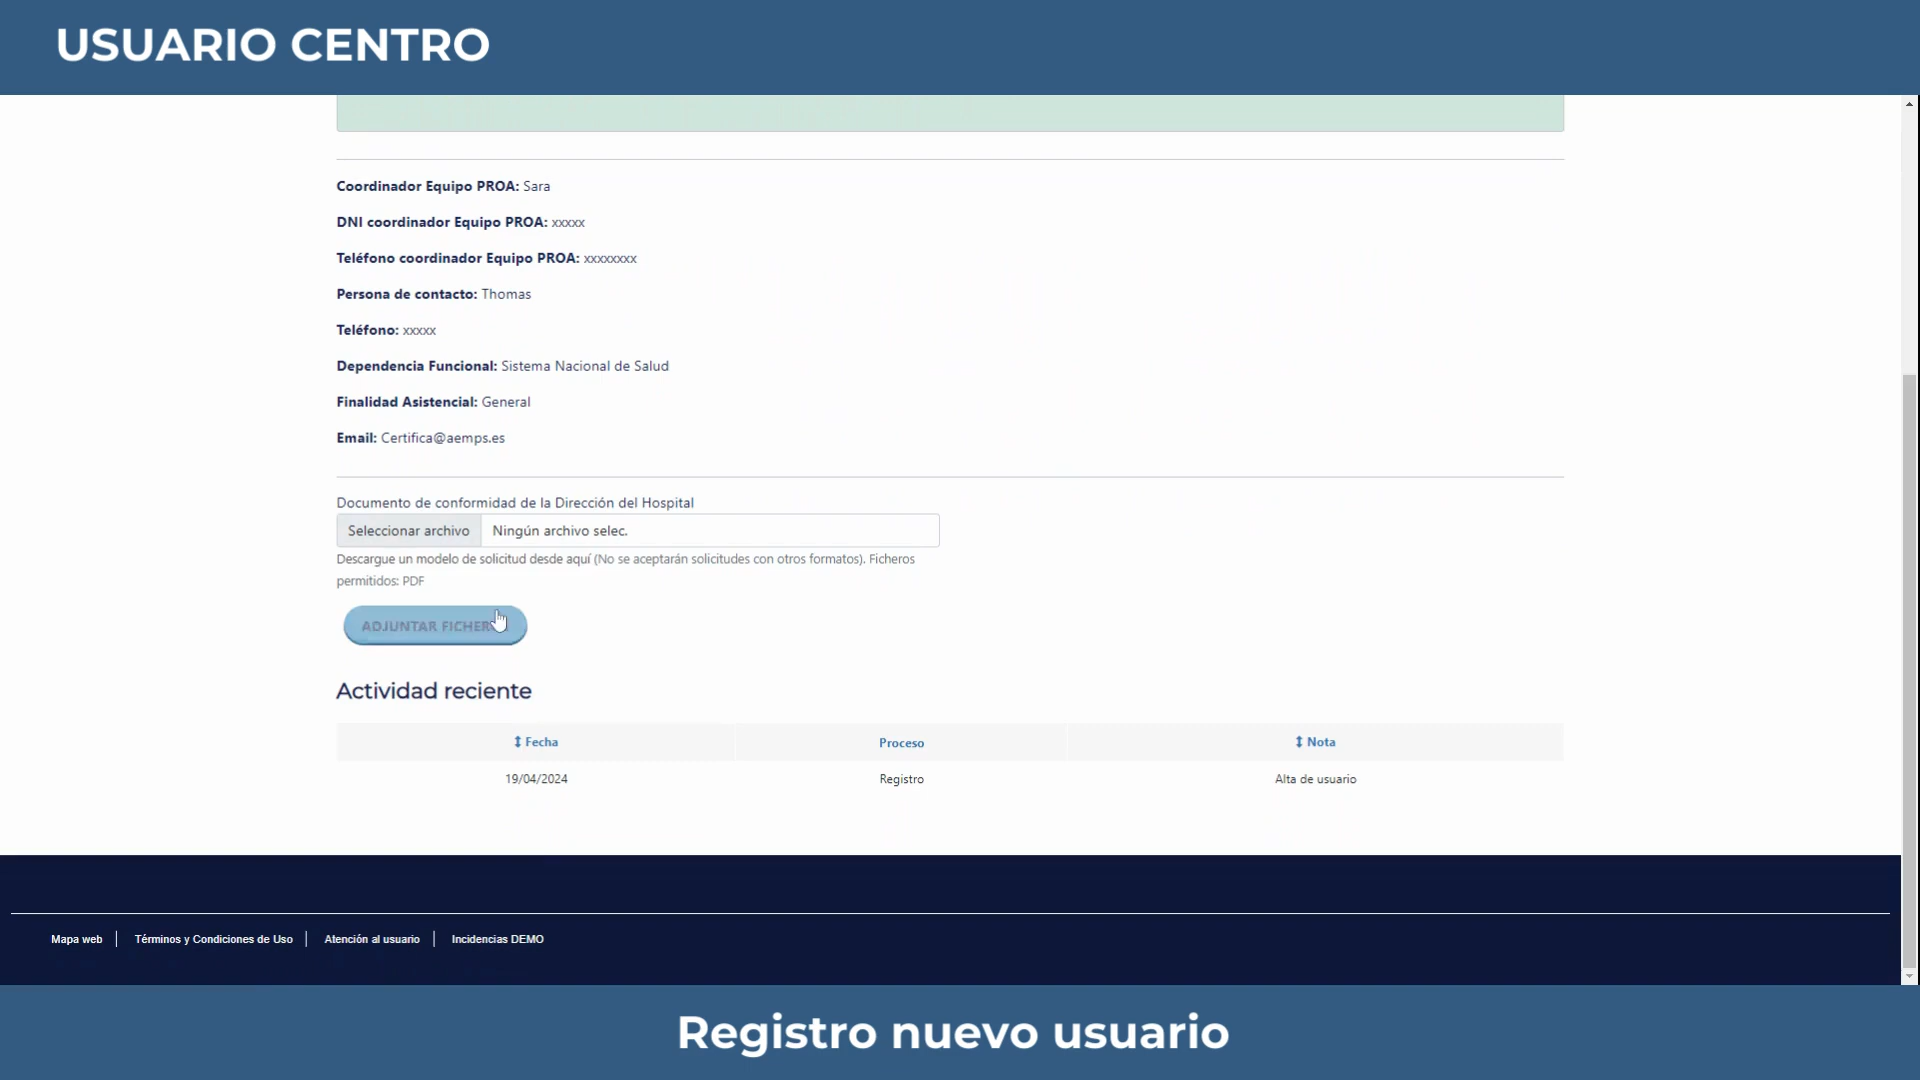 USUARIO CENTRO
Coordinador Equipo PROA: Sara
DNI coordinador Equipo PROA: xxxxx
Teléfono coordinador Equipo PROA: xxxxxxxx
Persona de contacto: Thomas
Teléfono: xxxxx
Dependencia Funcional: Sistema Nacional de Salud
Finalidad Asistencial: General
Email: Certifica@aemps.es
Documento de conformidad de la Dirección del Hospital
Seleccionar archivo Ningún archivo selec.
Descargue un modelo de solicitud desde aquí (No se aceptarán solicitudes con otros formatos). Ficheros
permitidos: PDF
ADJUNTAR FICHER
Actividad reciente
Fecha Proceso Nota
19/04/2024 Registro Alta de usuario
Mapa web Términos y Condiciones de Uso Atención al usuario Incidencias DEMO
Registro nuevo usuario